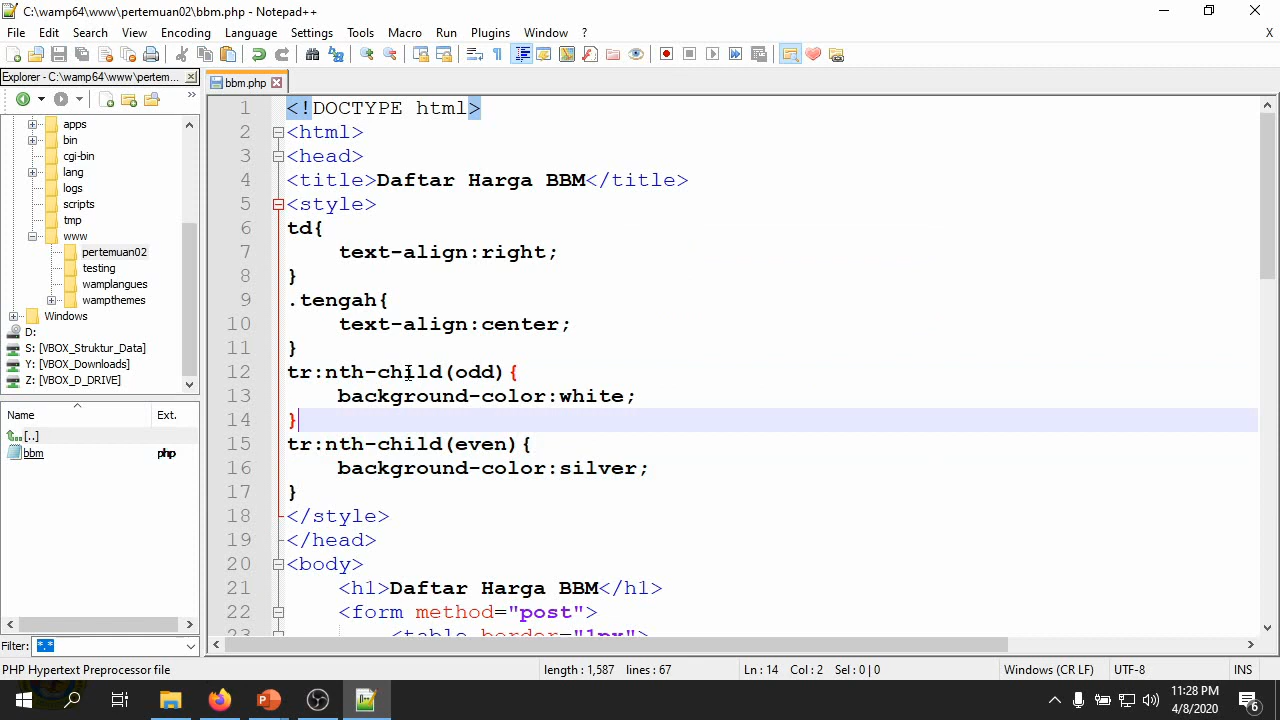 C:\wamp64\www\pertemuan02\bbm.php - Notepad++
File Edit Search View Encoding Language Settings Tools Macro Run Plugins Window ? X
Explorer - C:\wamp64\www\pertem...
bbm.php
apps
bin
cgi-bin
lang
logs
scripts
tmp
www
pertemuan02
testing
wamplangues
wampthemes
Windows
D:
S: [VBOX_Struktur_Data]
Y: [VBOX_Downloads]
Z: [VBOX_D_DRIVE]
Name Ext.
[..]
bbm php
Filter: *.*
1 <!DOCTYPE html>
2 <html>
3 <head>
4 <title>Daftar Harga BBM</title>
5 <style>
6 td{
7 text-align:right;
8 }
9 .tengah{
10 text-align:center;
11 }
12 tr:nth-child(odd){
13 background-color:white;
14 }
15 tr:nth-child(even){
16 background-color:silver;
17 }
18 </style>
19 </head>
20 <body>
21 <h1>Daftar Harga BBM</h1>
22 <form method="post">
23 <table border="1px">
PHP Hypertext Preprocessor file length : 1,587 lines : 67 Ln : 14 Col : 2 Sel : 0 | 0 Windows (CR LF) UTF-8 INS
11:28 PM
4/8/2020
6